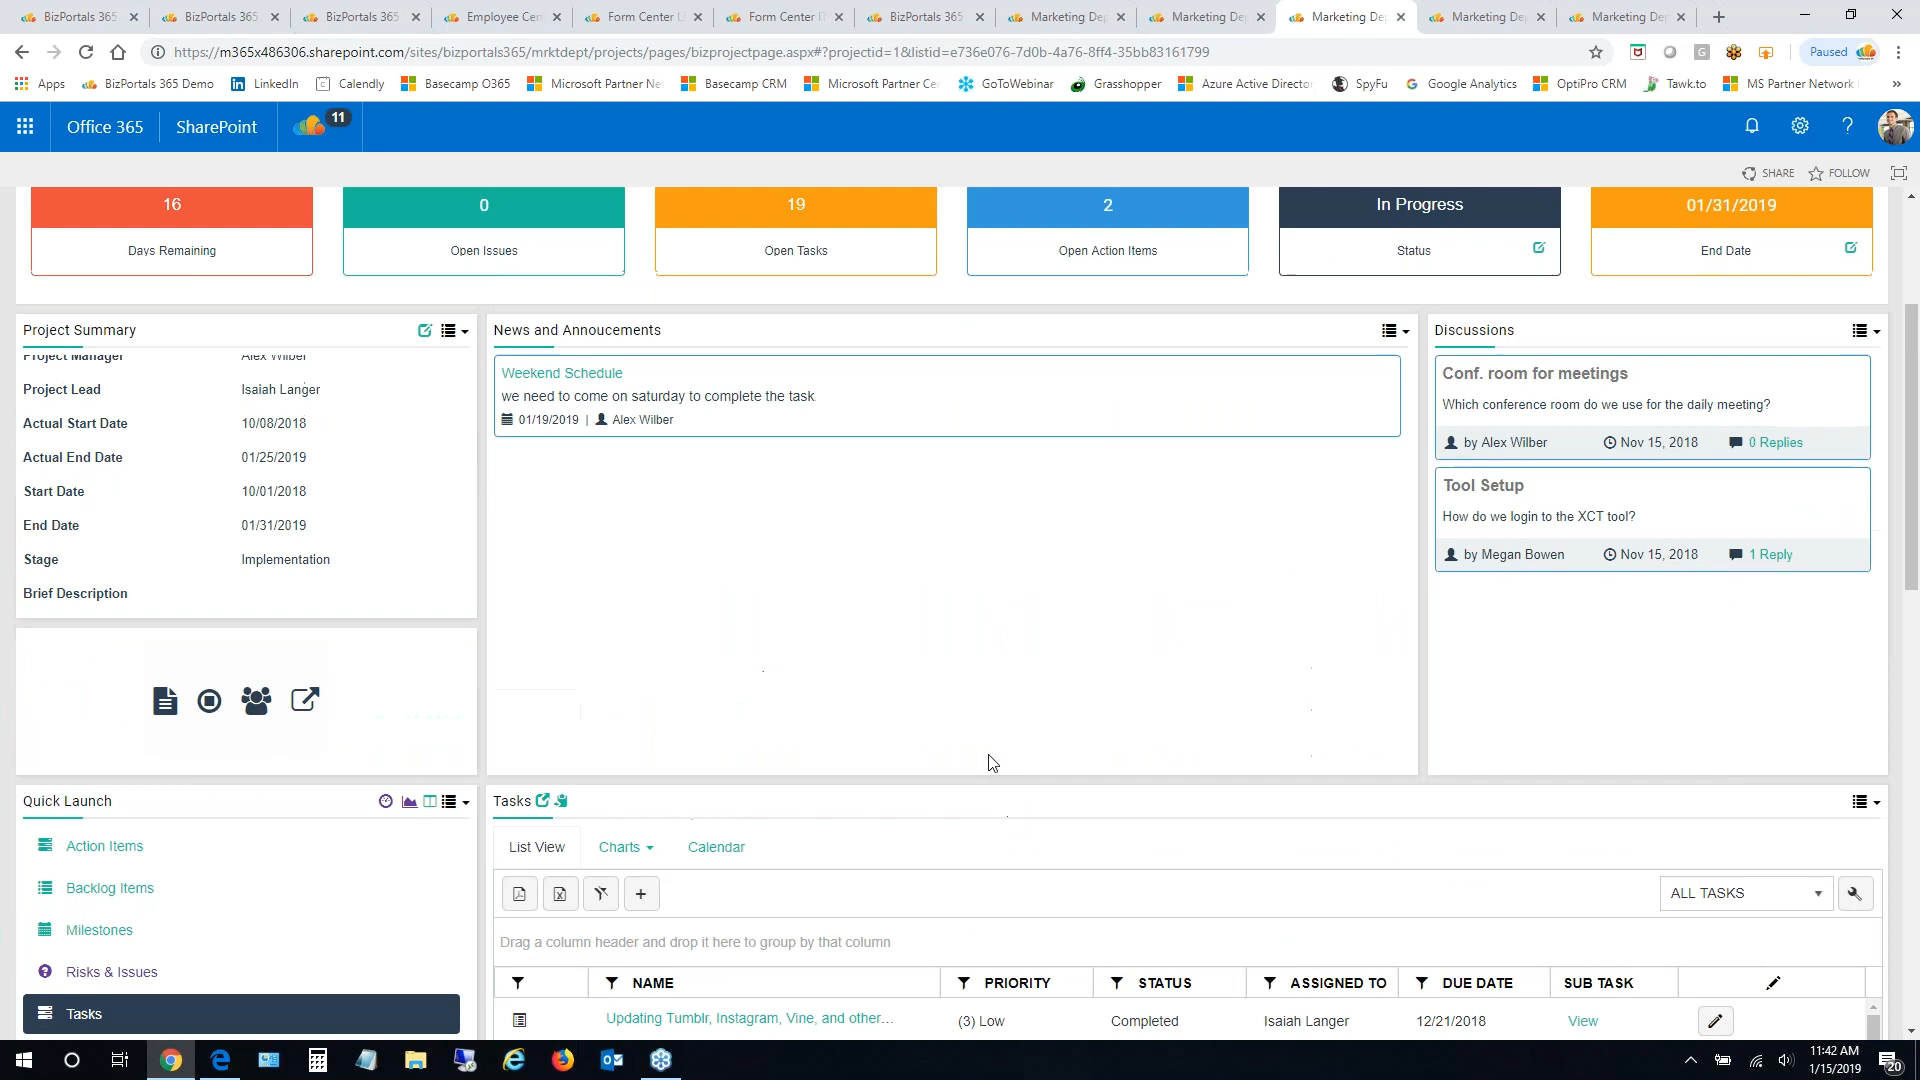 BizPortals 365
BizPortals 365
BizPortals 365
Employee Cen
Form Center L
Form Center IT
BizPortals 365
Marketing Dep
Marketing Dep
Marketing Dep
Marketing Dep
Marketing Dep
https://m365x486306.sharepoint.com/sites/bizportals365/mrktdept/projects/pages/bizprojectpage.aspx#?projectid=1&listid=e736e076-7d0b-4a76-8ff4-35bb83161799
Paused
Apps
BizPortals 365 Demo
LinkedIn
Calendly
Basecamp O365
Microsoft Partner Ne
Basecamp CRM
Microsoft Partner Ce
GoToWebinar
Grasshopper
Azure Active Director
SpyFu
Google Analytics
OptiPro CRM
Tawk.to
MS Partner Network
»
Office 365
SharePoint
11
SHARE
FOLLOW
16
Days Remaining
0
Open Issues
19
Open Tasks
2
Open Action Items
In Progress
Status
01/31/2019
End Date
Project Summary
Project Manager Alex Wilber
Project Lead Isaiah Langer
Actual Start Date 10/08/2018
Actual End Date 01/25/2019
Start Date 10/01/2018
End Date 01/31/2019
Stage Implementation
Brief Description
News and Annoucements
Weekend Schedule
we need to come on saturday to complete the task.
01/19/2019 | Alex Wilber
Discussions
Conf. room for meetings
Which conference room do we use for the daily meeting?
by Alex Wilber Nov 15, 2018 0 Replies
Tool Setup
How do we login to the XCT tool?
by Megan Bowen Nov 15, 2018 1 Reply
Quick Launch
Action Items
Backlog Items
Milestones
Risks & Issues
Tasks
Tasks
List View Charts Calendar
ALL TASKS
Drag a column header and drop it here to group by that column
NAME PRIORITY STATUS ASSIGNED TO DUE DATE SUB TASK
Updating Tumblr, Instagram, Vine, and other... (3) Low Completed Isaiah Langer 12/21/2018 View
11:42 AM
1/15/2019
20